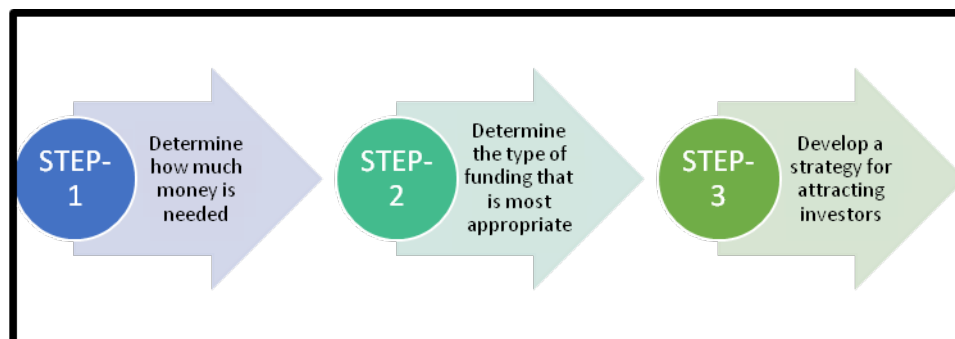 STEP-
1
Determine
how much
money is
needed
STEP-
2
Determine
the type of
funding that
is most
appropriate
STEP-
3
Develop a
strategy for
attracting
investors